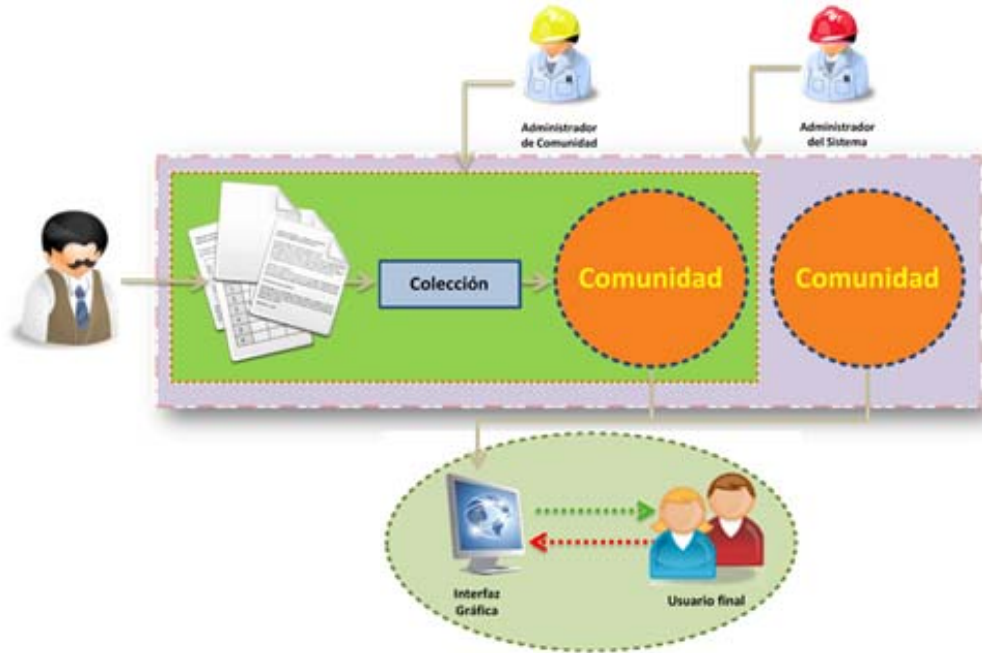 Administrador
de Comunidad
Administrador
del Sistema
Colección
Comunidad
Comunidad
Interfaz
Gráfica
Usuario final